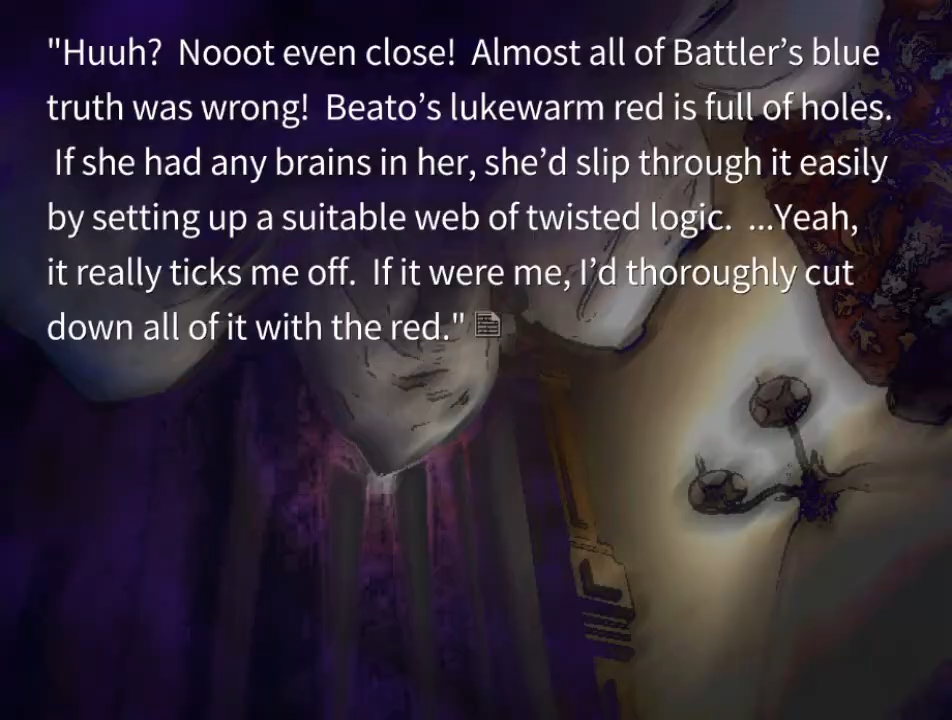 "Huuh?  Nooot even close!  Almost all of Battler’s blue
truth was wrong!  Beato’s lukewarm red is full of holes.
If she had any brains in her, she’d slip through it easily
by setting up a suitable web of twisted logic.  ...Yeah,
it really ticks me off.  If it were me, I’d thoroughly cut
down all of it with the red."